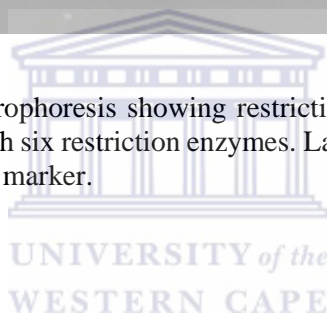 rophoresis showing restricti
h six restriction enzymes. La
marker.
UNIVERSITY of the
WESTERN CAPE